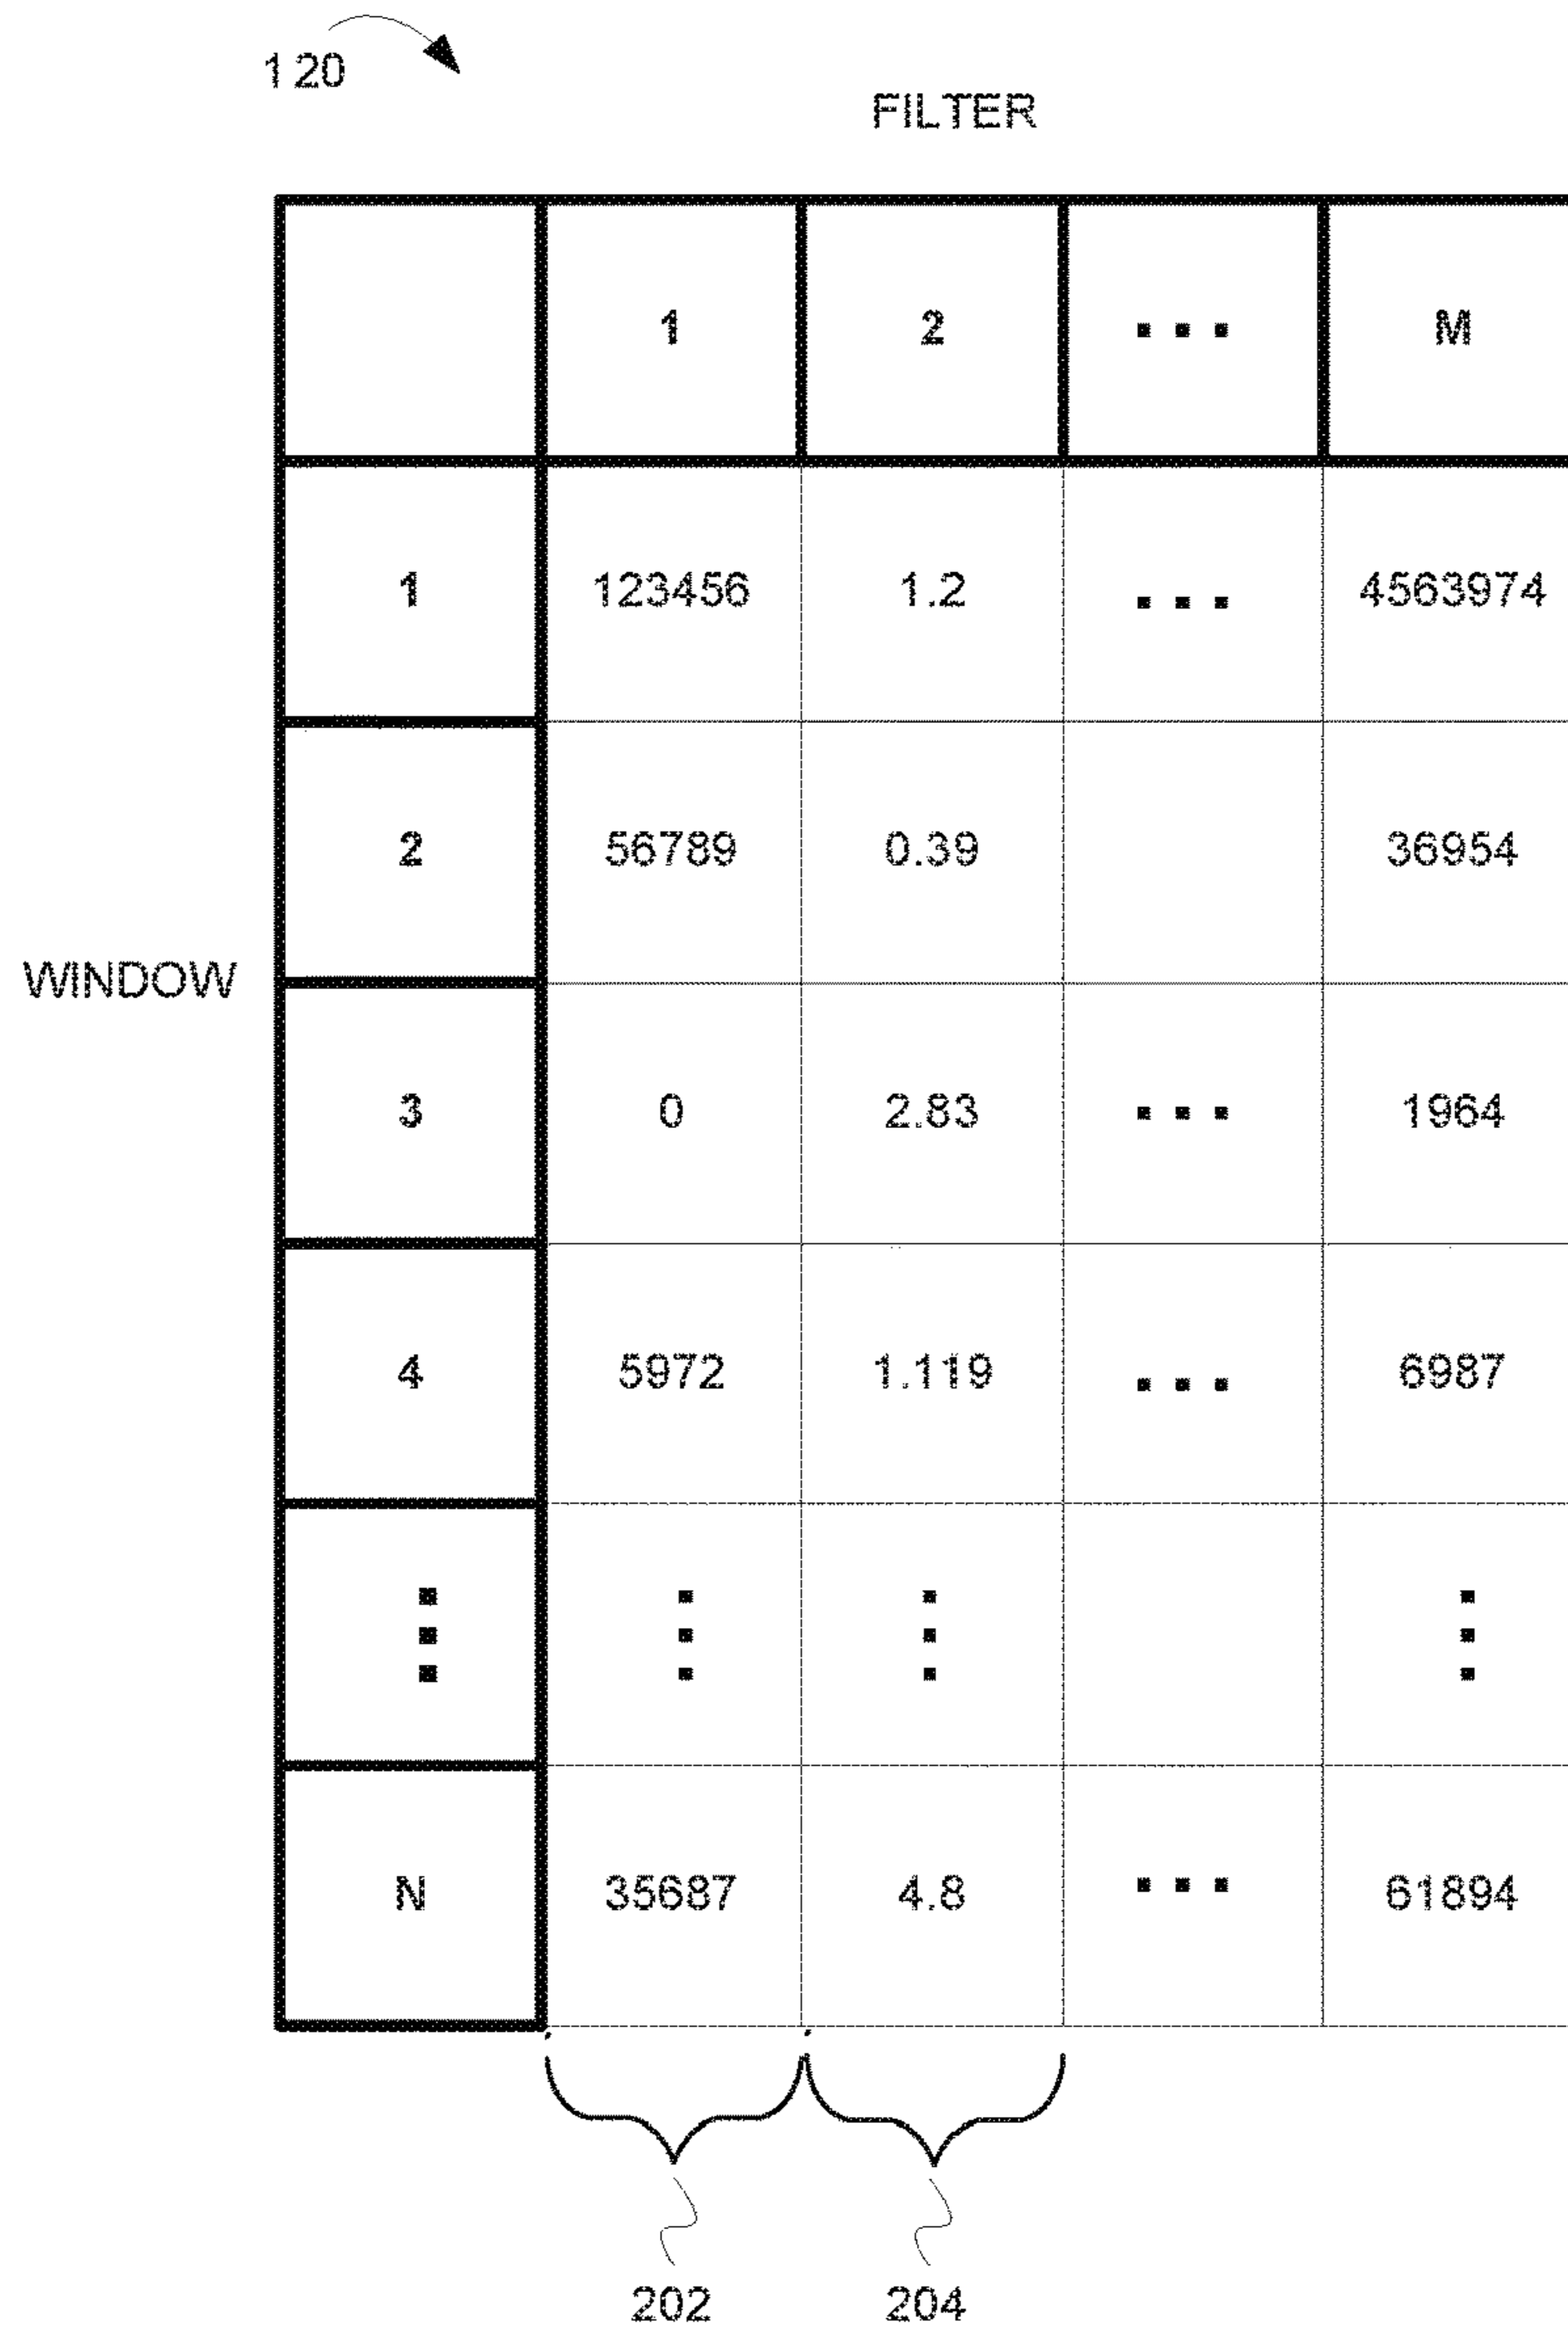 120
FILTER
1 2 ... M
1 123456 1.2 ... 4563974
2 56789 0.39 36954
WINDOW
3 0 2.83 ... 1964
4 5972 1.119 ... 6987
⋮ ⋮ ⋮ ⋮
N 35687 4.8 ... 61894
202 204